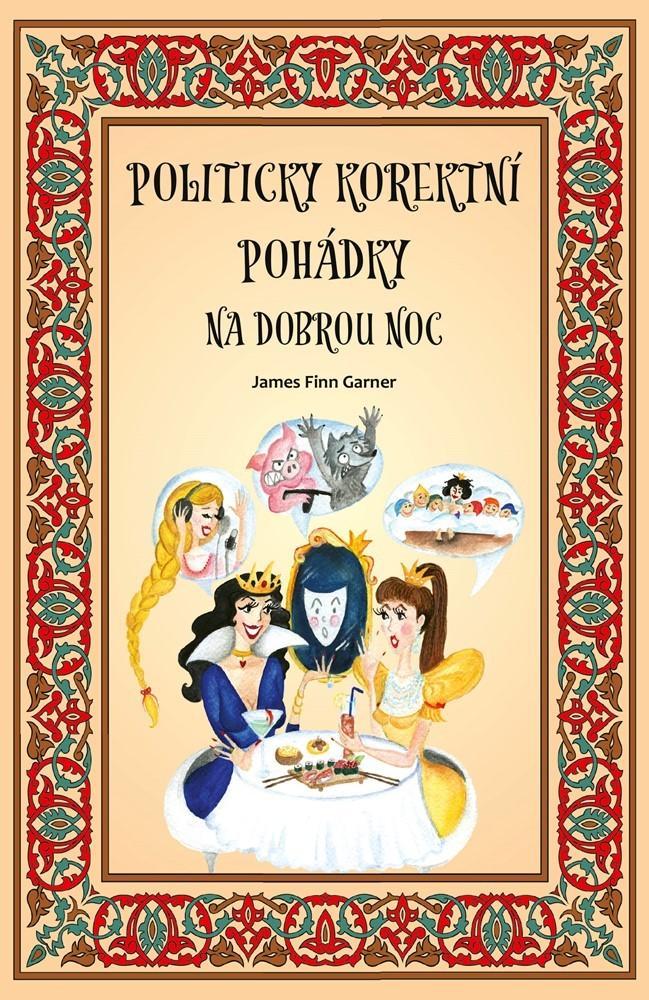 POLITICKY KOREKTNÍ
POHÁDKY
NA DOBROU NOC
James Finn Garner